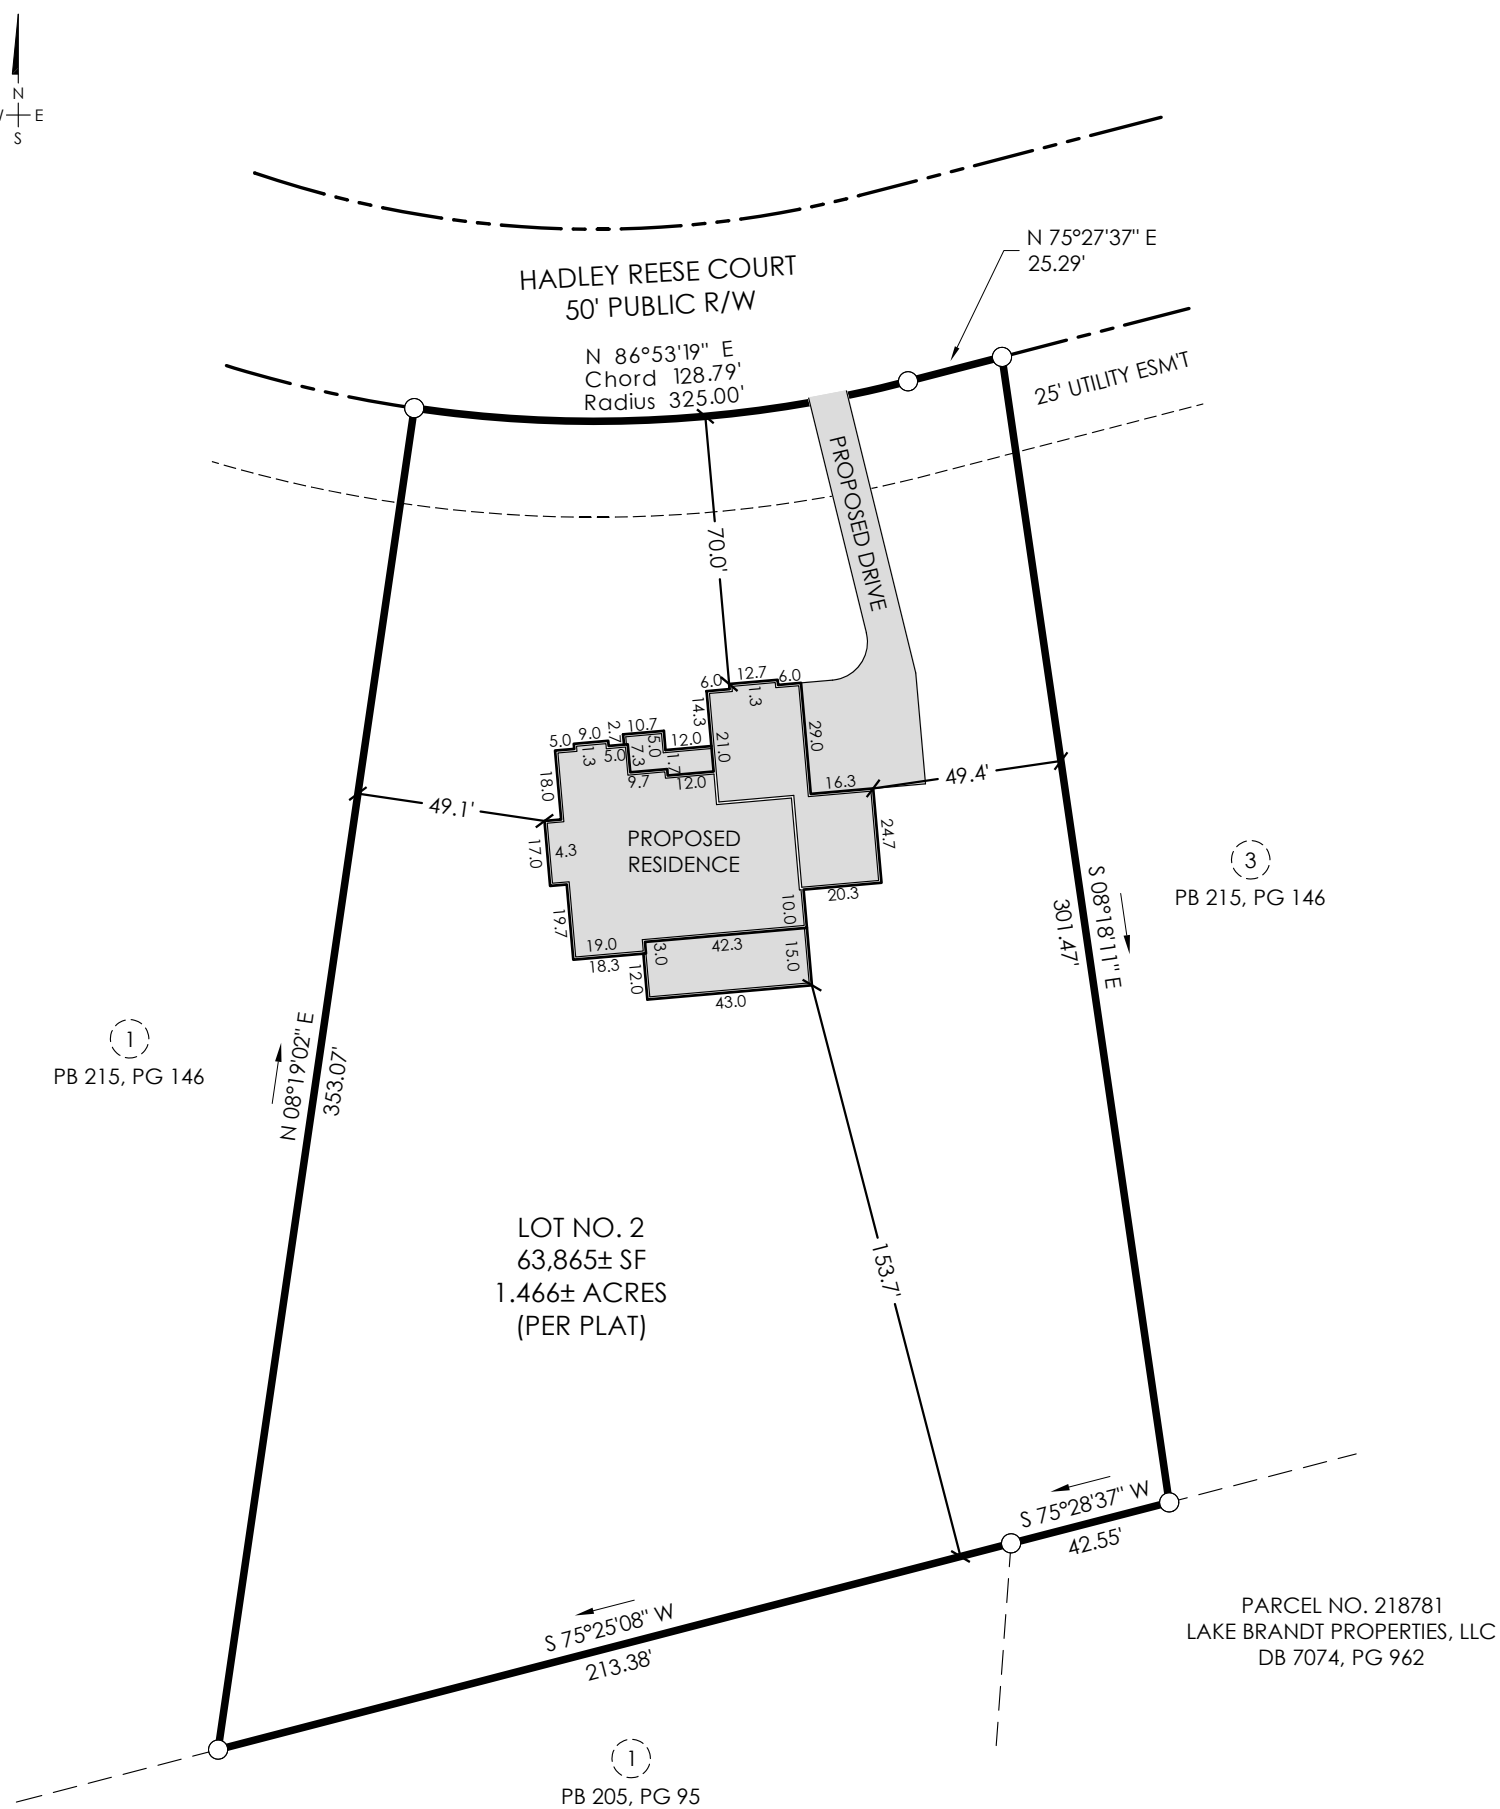 N
W E
S
N 75°27'37" E
25.29'
HADLEY REESE COURT
50' PUBLIC R/W
N 86°53'19" E
Chord 128.79'
Radius 325.00'
25' UTILITY ESM'T
PROPOSED DRIVE
70.0'
6.0
12.7
6.0
1.3
14.3
29.0
21.0
5.0
9.0
2.7
10.7
12.0
1.3
5.0
7.3
5.0
1.7
9.7
12.0
18.0
16.3
49.4'
49.1'
17.0
4.3
PROPOSED
RESIDENCE
24.7
20.3
19.7
10.0
19.0
18.3
3.0
42.3
15.0
12.0
43.0
3
PB 215, PG 146
S 08°18'11" E
301.47'
1
PB 215, PG 146
N 08°19'02" E
353.07'
LOT NO. 2
63,865± SF
1.466± ACRES
(PER PLAT)
153.7'
S 75°28'37" W
42.55'
S 75°25'08" W
213.38'
PARCEL NO. 218781
LAKE BRANDT PROPERTIES, LLC
DB 7074, PG 962
1
PB 205, PG 95